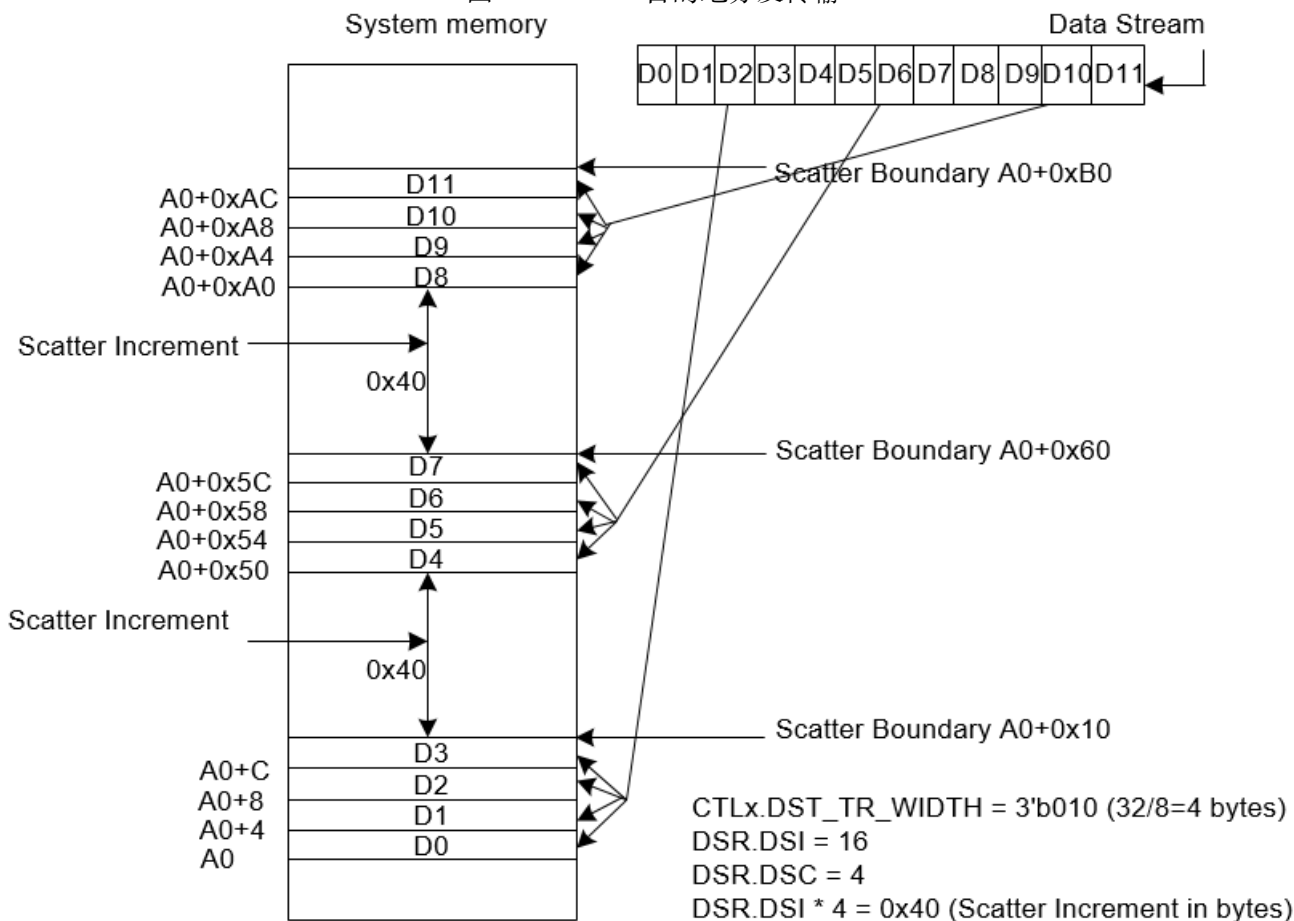 System memory
Data Stream
D0 D1 D2 D3 D4 D5 D6 D7 D8 D9 D10 D11
Scatter Boundary A0+0xB0
D11
A0+0xAC
D10
A0+0xA8
D9
A0+0xA4
D8
A0+0xA0
Scatter Increment
0x40
Scatter Boundary A0+0x60
D7
A0+0x5C
D6
A0+0x58
D5
A0+0x54
D4
A0+0x50
Scatter Increment
0x40
Scatter Boundary A0+0x10
D3
A0+C
D2
A0+8
D1
A0+4
D0
A0
CTLx.DST_TR_WIDTH = 3'b010 (32/8=4 bytes)
DSR.DSI = 16
DSR.DSC = 4
DSR.DSI * 4 = 0x40 (Scatter Increment in bytes)